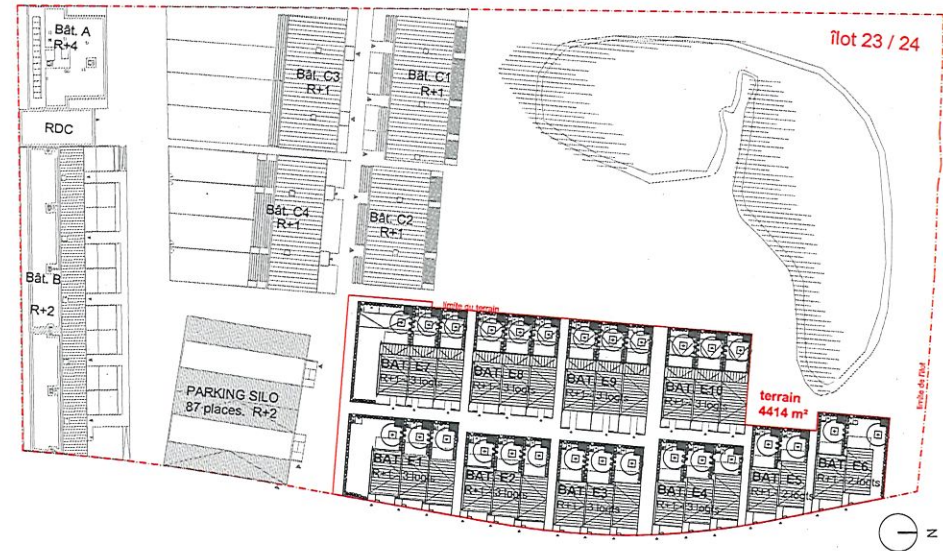 îlot 23 / 24
Bât. A
R+4
RDC
Bât. C3
R+1
Bât. C1
R+1
Bât. C4
R+1
Bât. C2
R+1
Bât. B
R+2
PARKING SILO
87 places. R+2
limite du terrain
BAT. E7
R+1 - 3 logts
BAT. E8
R+1 - 3 logts
BAT. E9
R+1 - 3 logts
BAT. E10
R+1 - 3 logts
terrain
4414 m²
limite de l'îlot
BAT. E1
R+1 - 3 logts
BAT. E2
R+1 - 3 logts
BAT. E3
R+1 - 3 logts
BAT. E4
R+1 - 3 logts
BAT. E5
R+1 - 2 logts
BAT. E6
R+1 - 2 logts
N